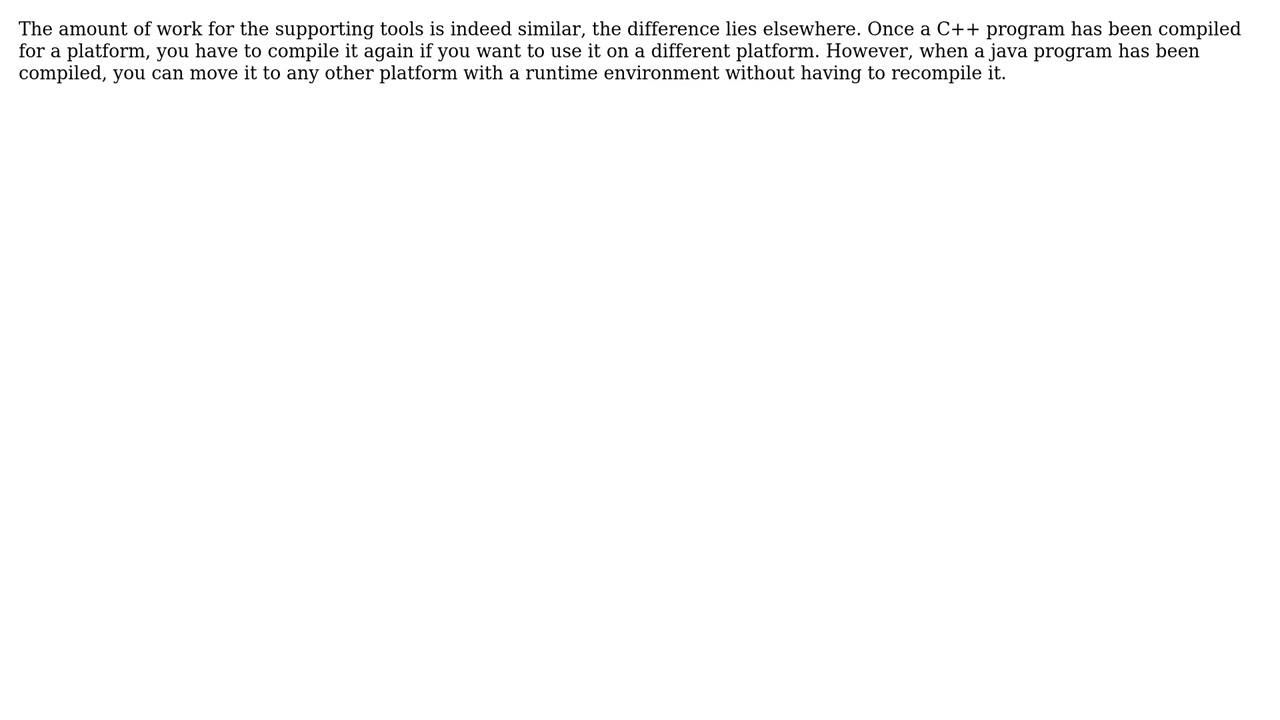 The amount of work for the supporting tools is indeed similar, the difference lies elsewhere. Once a C++ program has been compiled
for a platform, you have to compile it again if you want to use it on a different platform. However, when a java program has been
compiled, you can move it to any other platform with a runtime environment without having to recompile it.